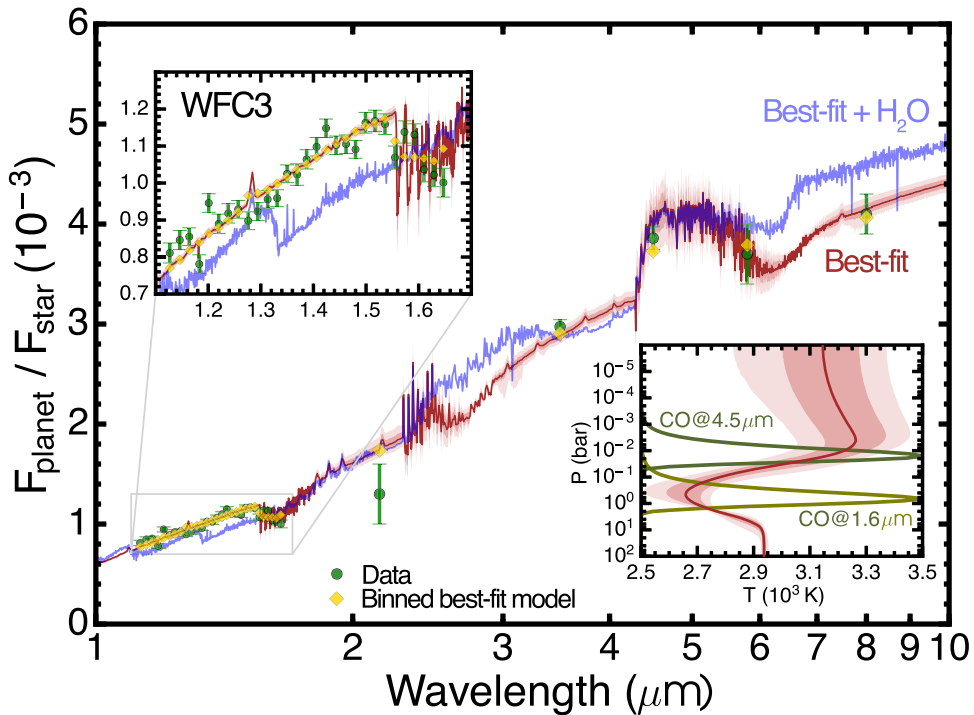 6
5
4
3
2
1
0
F_planet / F_star (10⁻³)
WFC3
1.2
1.1
1.0
0.9
0.8
0.7
1.2 1.3 1.4 1.5 1.6
Best-fit + H₂O
Best-fit
10⁻⁵
10⁻⁴
10⁻³
10⁻²
10⁻¹
10⁰
10¹
10²
P (bar)
CO@4.5μm
CO@1.6μm
2.5 2.7 2.9 3.1 3.3 3.5
T (10³ K)
Data
Binned best-fit model
1 2 3 4 5 6 7 8 9 10
Wavelength (μm)